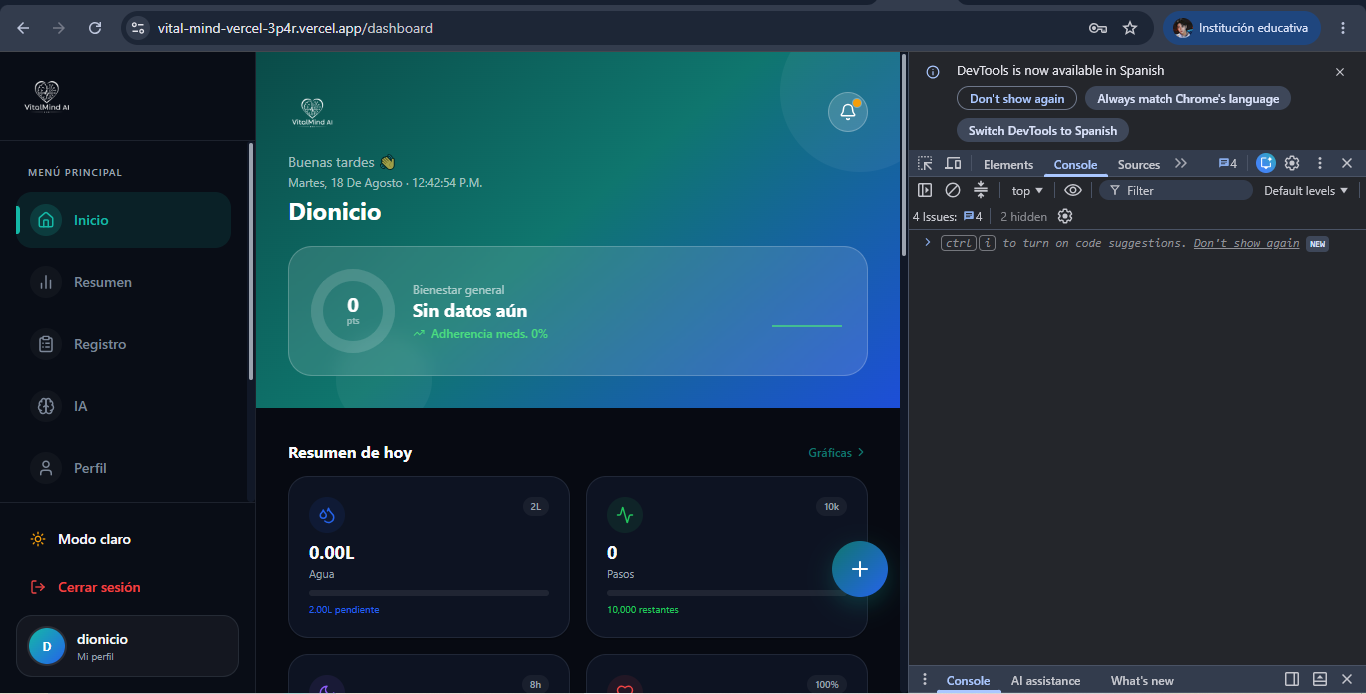 vital-mind-vercel-3p4r.vercel.app/dashboard
Institución educativa
VitalMind AI
MENÚ PRINCIPAL
Inicio
Resumen
Registro
IA
Perfil
Modo claro
Cerrar sesión
D
dionicio
Mi perfil
VitalMind AI
Buenas tardes 👋
Martes, 18 De Agosto · 12:42:54 P.M.
Dionicio
0
pts
Bienestar general
Sin datos aún
Adherencia meds. 0%
Resumen de hoy
Gráficas
2L
0.00L
Agua
2.00L pendiente
10k
0
Pasos
10,000 restantes
8h
100%
DevTools is now available in Spanish
Don't show again
Always match Chrome's language
Switch DevTools to Spanish
Elements
Console
Sources
4
top
Filter
Default levels
4 Issues: 4
2 hidden
ctrl i to turn on code suggestions. Don't show again NEW
Console
AI assistance
What's new